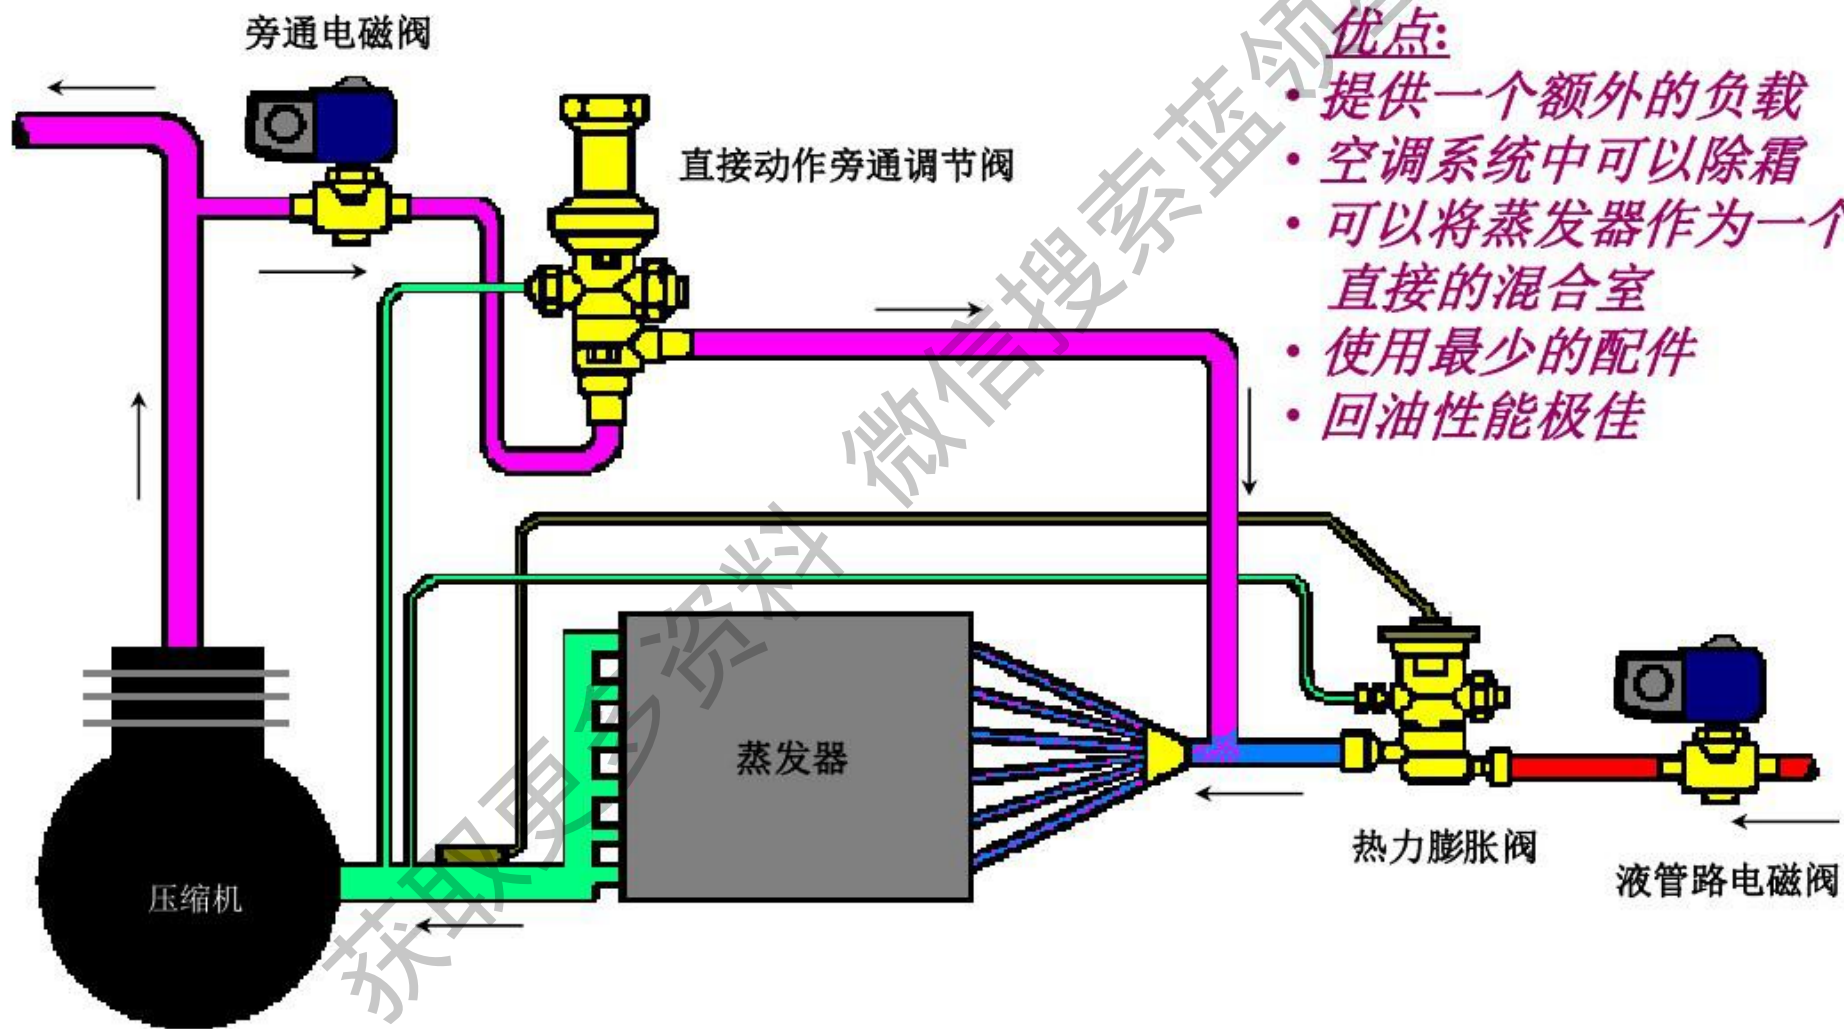 旁通电磁阀
直接动作旁通调节阀
优点:
• 提供一个额外的负载
• 空调系统中可以除霜
• 可以将蒸发器作为一个
直接的混合室
• 使用最少的配件
• 回油性能极佳
蒸发器
热力膨胀阀
液管路电磁阀
压缩机
获取更多资料 微信搜索蓝领